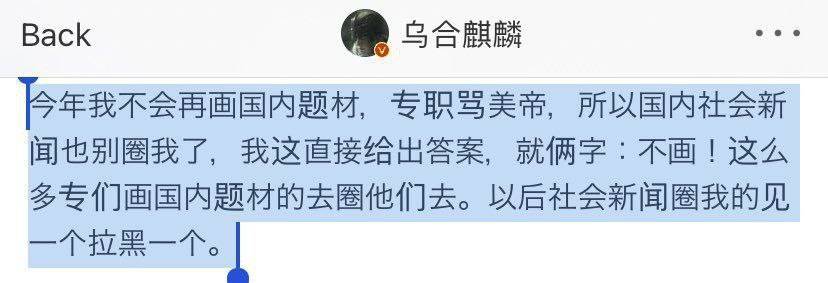 Back
乌合麒麟
今年我不会再画国内题材，专职骂美帝，所以国内社会新
闻也别圈我了，我这直接给出答案，就俩字：不画！这么
多专们画国内题材的去圈他们去。以后社会新闻圈我的见
一个拉黑一个。